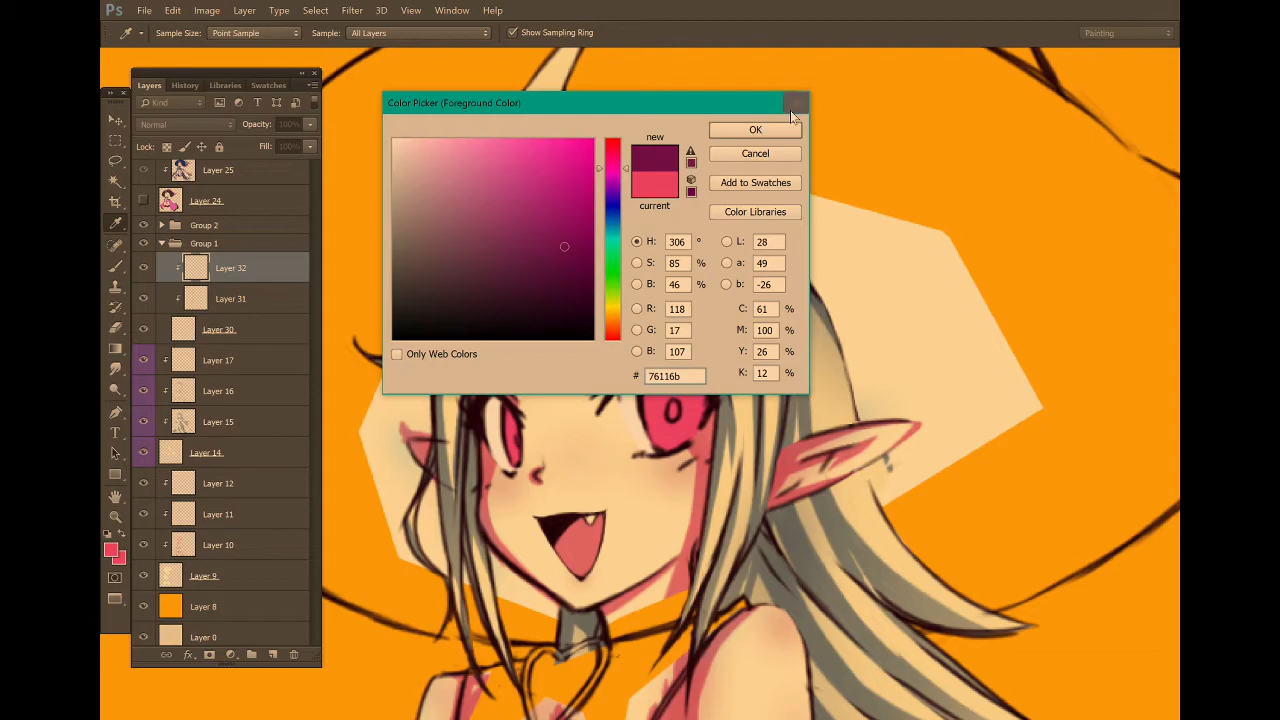 Ps File Edit Image Layer Type Select Filter 3D View Window Help
Sample Size: Point Sample Sample: All Layers Show Sampling Ring Painting
Layers History Libraries Swatches
Kind
Normal Opacity: 100%
Lock: Fill: 100%
Layer 25
Layer 24
Group 2
Group 1
Layer 32
Layer 31
Layer 30
Layer 17
Layer 16
Layer 15
Layer 14
Layer 12
Layer 11
Layer 10
Layer 9
Layer 8
Layer 0
fx
Color Picker (Foreground Color)
new
current
OK
Cancel
Add to Swatches
Color Libraries
H: 306 ° L: 28
S: 85 % a: 49
B: 46 % b: -26
R: 118 C: 61 %
G: 17 M: 100 %
B: 107 Y: 26 %
# 76116b K: 12 %
Only Web Colors